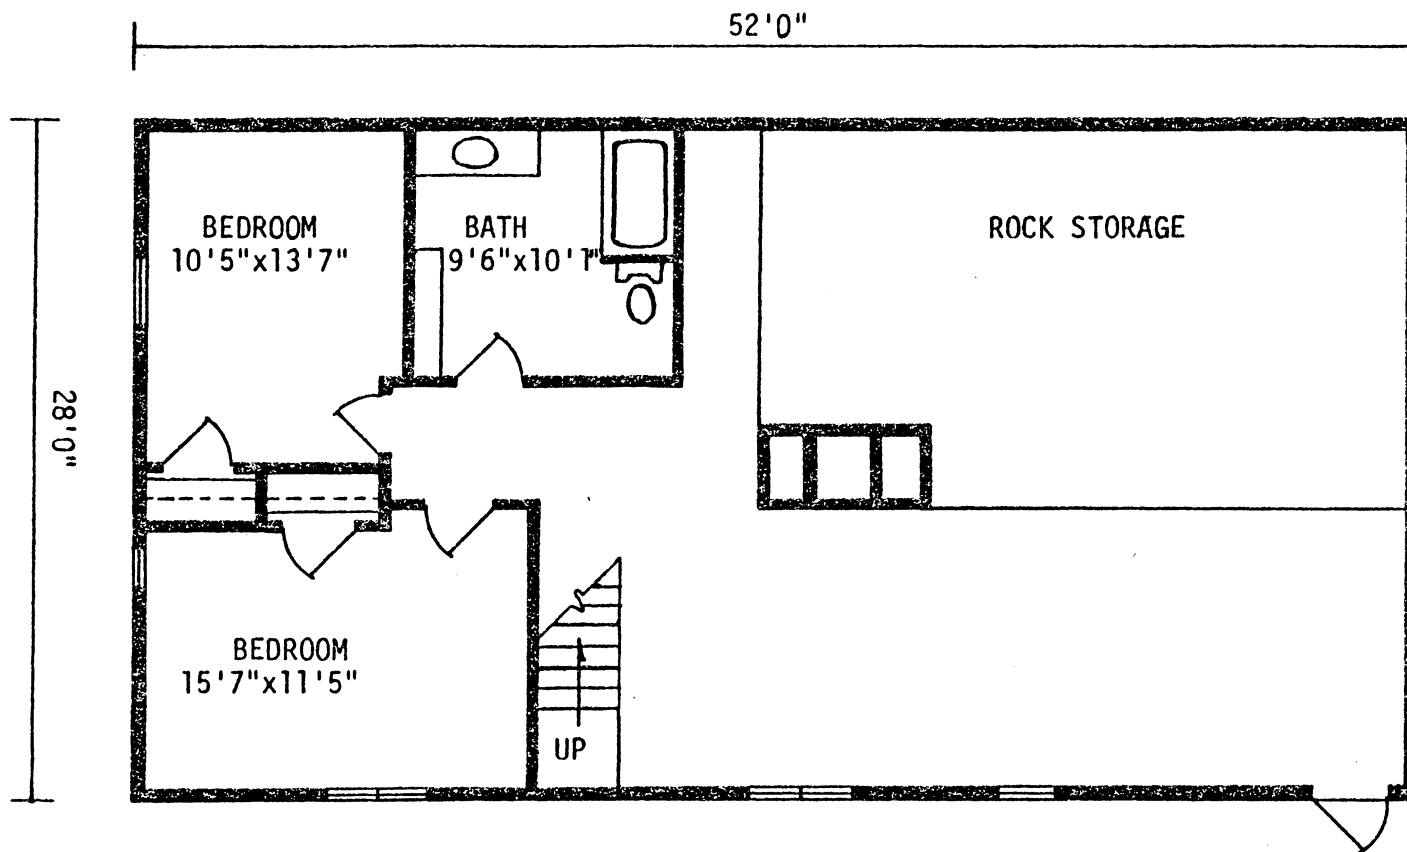 52'0"
28'0"
BEDROOM
10'5"x13'7"
BATH
9'6"x10'1"
ROCK STORAGE
BEDROOM
15'7"x11'5"
UP